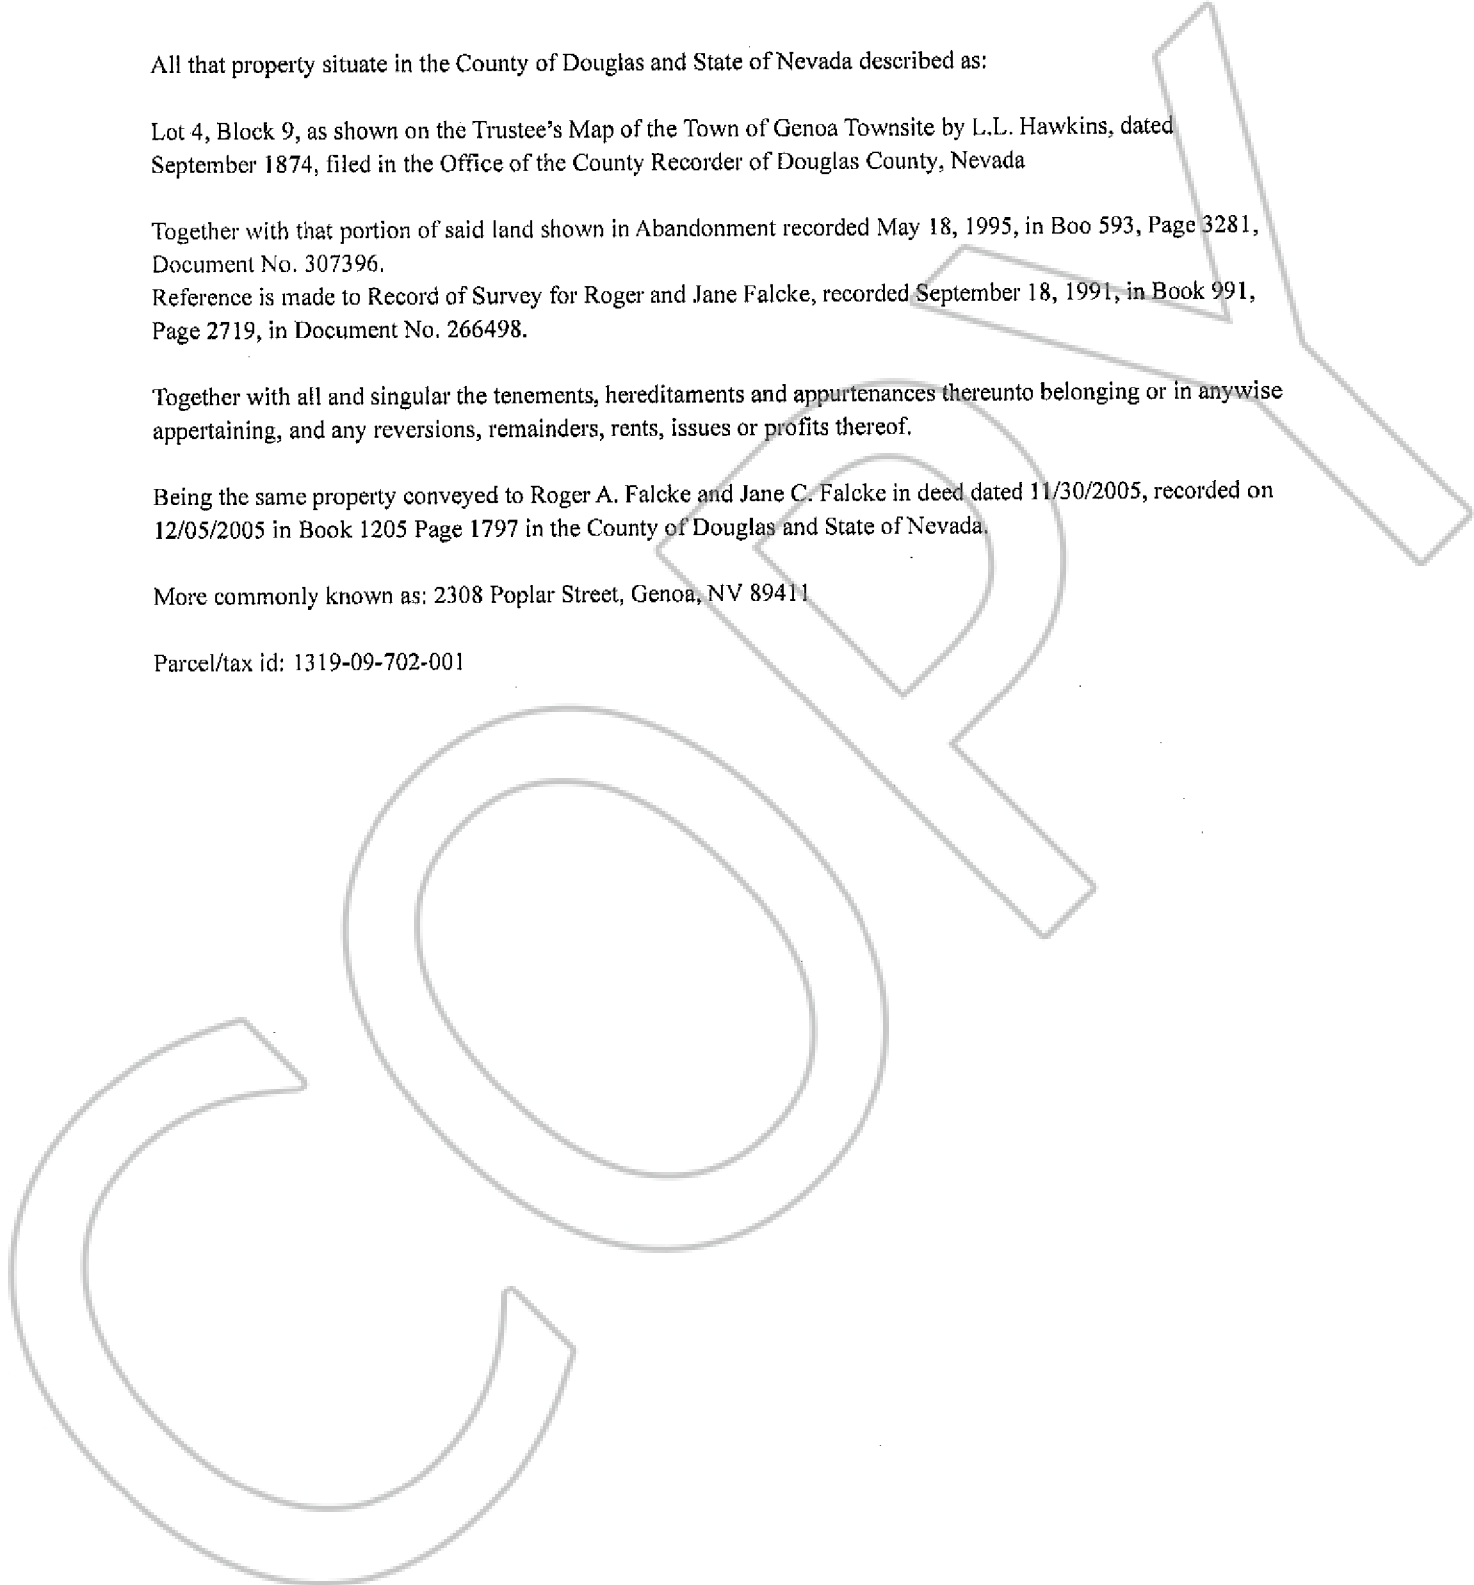 All that property situate in the County of Douglas and State of Nevada described as:
Lot 4, Block 9, as shown on the Trustee's Map of the Town of Genoa Townsite by L.L. Hawkins, dated
September 1874, filed in the Office of the County Recorder of Douglas County, Nevada
Together with that portion of said land shown in Abandonment recorded May 18, 1995, in Boo 593, Page 3281,
Document No. 307396.
Reference is made to Record of Survey for Roger and Jane Falcke, recorded September 18, 1991, in Book 991,
Page 2719, in Document No. 266498.
Together with all and singular the tenements, hereditaments and appurtenances thereunto belonging or in anywise
appertaining, and any reversions, remainders, rents, issues or profits thereof.
Being the same property conveyed to Roger A. Falcke and Jane C. Falcke in deed dated 11/30/2005, recorded on
12/05/2005 in Book 1205 Page 1797 in the County of Douglas and State of Nevada.
More commonly known as: 2308 Poplar Street, Genoa, NV 89411
Parcel/tax id: 1319-09-702-001
COPY